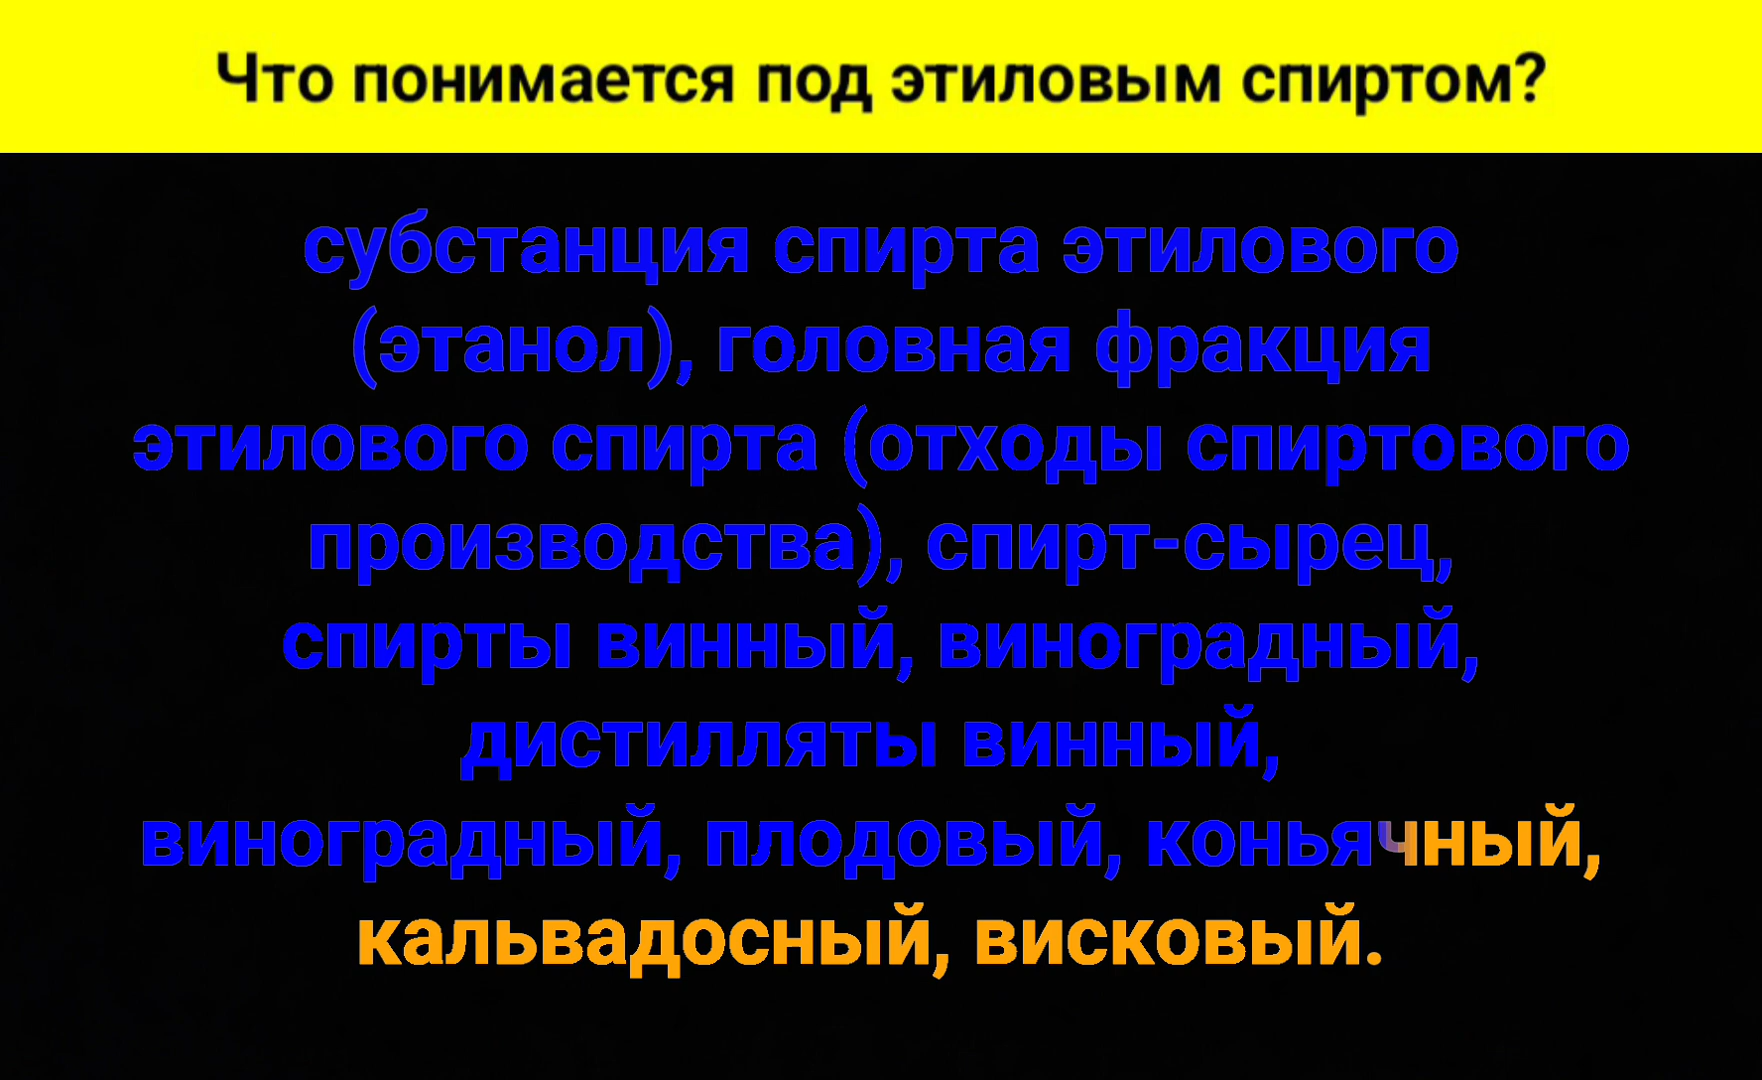 Что понимается под этиловым спиртом?
субстанция спирта этилового
(этанол), головная фракция
этилового спирта (отходы спиртового
производства), спирт-сырец,
спирты винный, виноградный,
дистилляты винный,
виноградный, плодовый, коньячный,
кальвадосный, висковый.